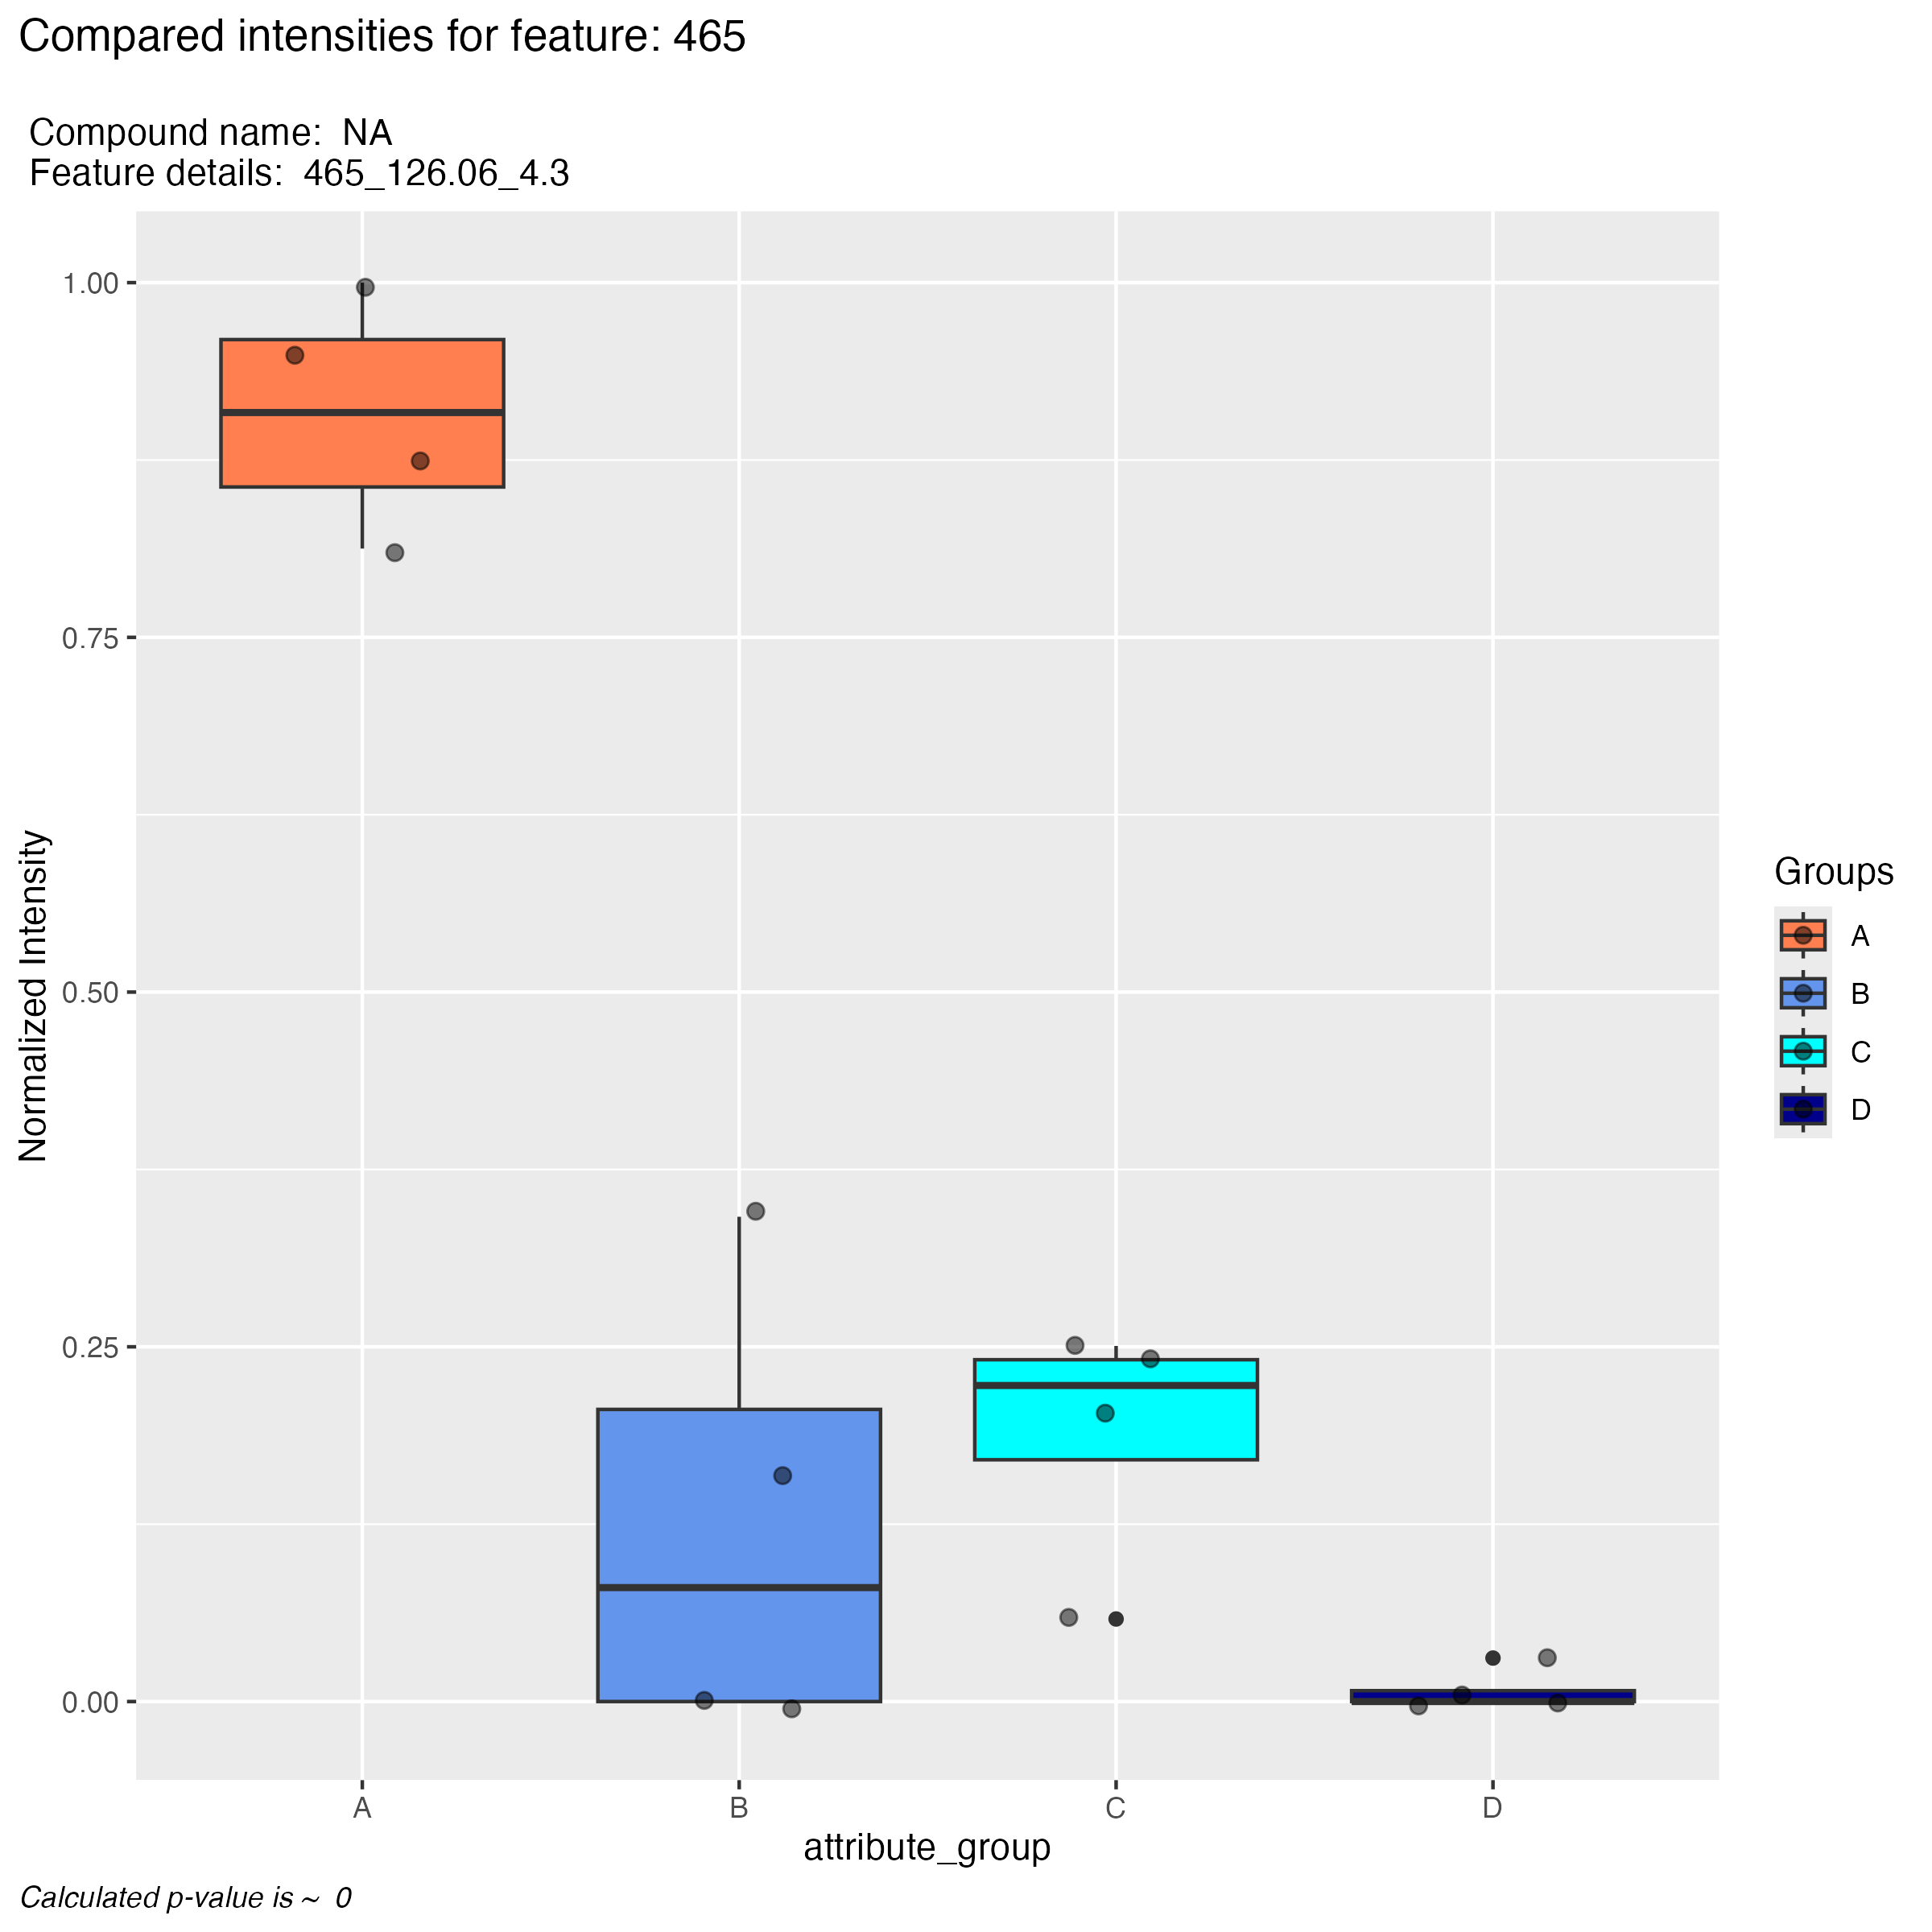 Compared intensities for feature: 465
Compound name:  NA
Feature details:  465_126.06_4.3
Normalized Intensity
1.00
0.75
0.50
0.25
0.00
A
B
C
D
attribute_group
Groups
A
B
C
D
Calculated p-value is ~  0